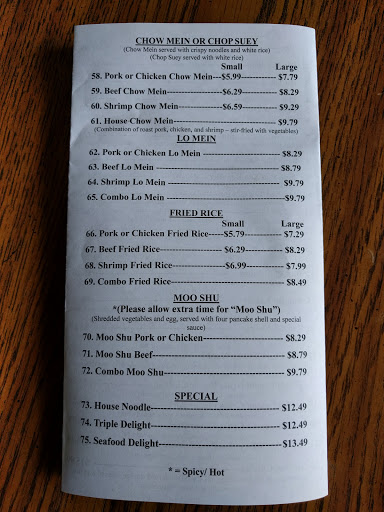 CHOW MEIN OR CHOP SUEY
(Chow Mein served with crispy noodles and white rice)
(Chop Suey served with white rice)
Small Large
58. Pork or Chicken Chow Mein---$5.99------------- $7.79
59. Beef Chow Mein--------------------$6.29----------- $8.29
60. Shrimp Chow Mein----------------$6.59------------ $9.29
61. House Chow Mein----------------------------------$9.79
(Combination of roast pork, chicken, and shrimp – stir-fried with vegetables)
LO MEIN
62. Pork or Chicken Lo Mein ------------------------ $8.29
63. Beef Lo Mein --------------------------------------- $8.79
64. Shrimp Lo Mein ----------------------------------- $9.79
65. Combo Lo Mein -----------------------------------$9.79
FRIED RICE
Small Large
66. Pork or Chicken Fried Rice-----$5.79---------- $7.29
67. Beef Fried Rice------------------ $6.29---------- $8.29
68. Shrimp Fried Rice---------------$6.99---------- $7.99
69. Combo Fried Rice--------------------------------$8.49
MOO SHU
*(Please allow extra time for “Moo Shu”)
(Shredded vegetables and egg, served with four pancake shell and special
sauce)
70. Moo Shu Pork or Chicken----------------------$8.29
71. Moo Shu Beef------------------------------------$8.79
72. Combo Moo Shu--------------------------------$9.79
SPECIAL
73. House Noodle----------------------------------- $12.49
74. Triple Delight----------------------------------- $12.49
75. Seafood Delight---------------------------------$13.49
* = Spicy/ Hot